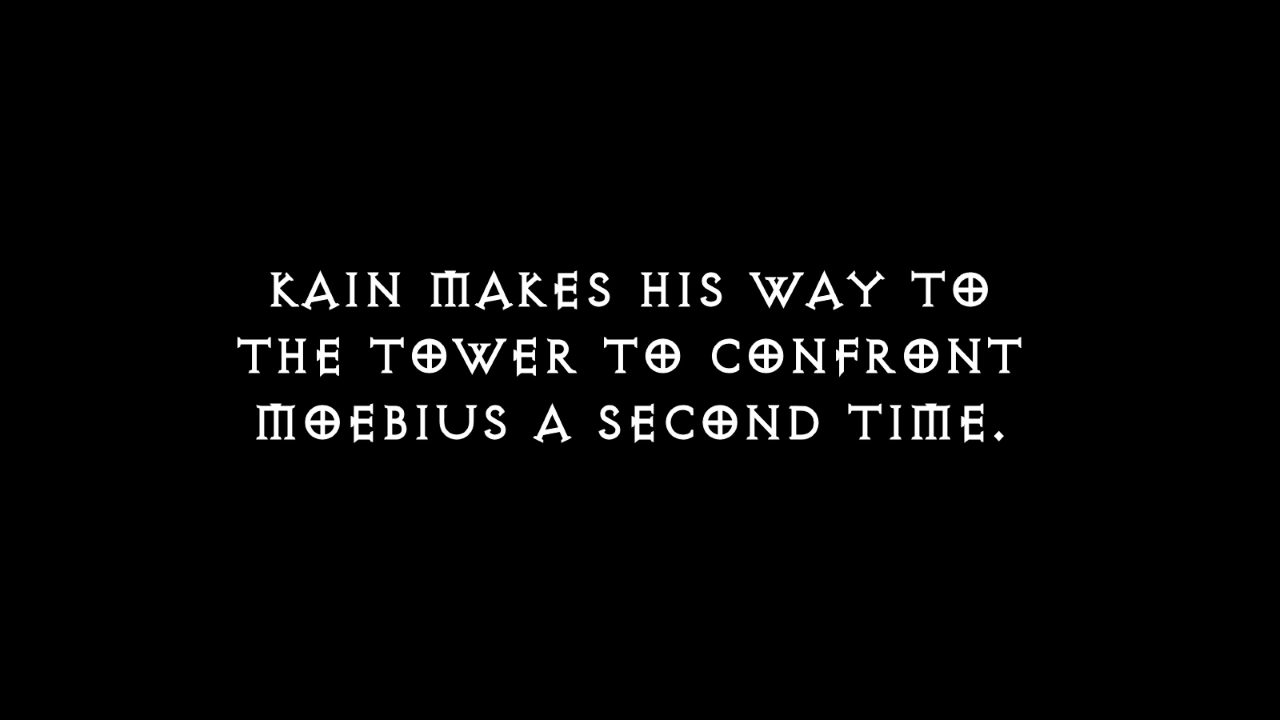 KAIN MAKES HIS WAY TO
THE TOWER TO CONFRONT
MOEBIUS A SECOND TIME.